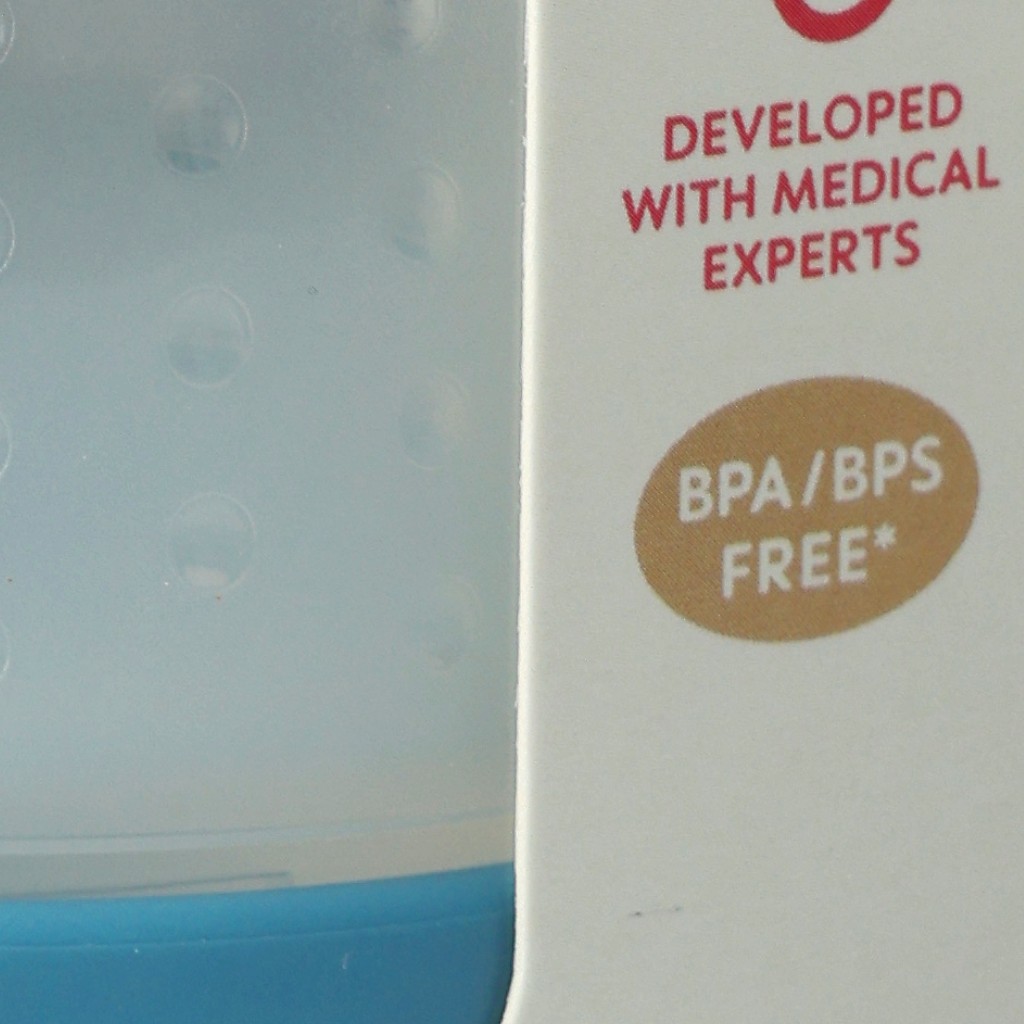 DEVELOPED
WITH MEDICAL
EXPERTS
BPA/BPS
FREE*